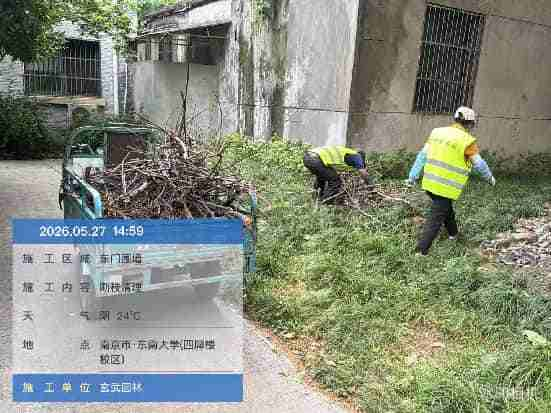 2026.05.27 14:59
施工区域 东门围墙
施工内容 断枝清理
天气 阴 24℃
地点 南京市·东南大学(四牌楼
校区)
施工单位 玄武园林